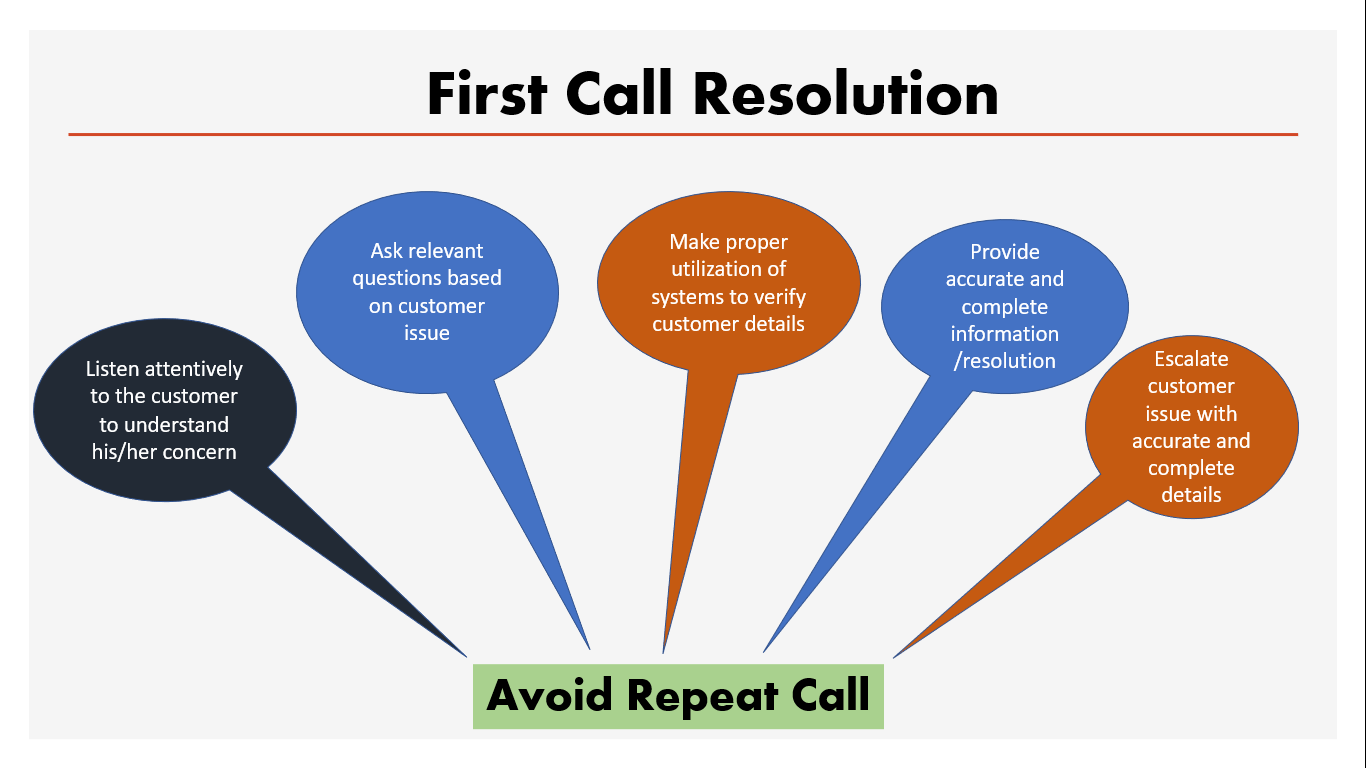 First Call Resolution
Listen attentively
to the customer
to understand
his/her concern
Ask relevant
questions based
on customer
issue
Make proper
utilization of
systems to verify
customer details
Provide
accurate and
complete
information
/resolution
Escalate
customer
issue with
accurate and
complete
details
Avoid Repeat Call